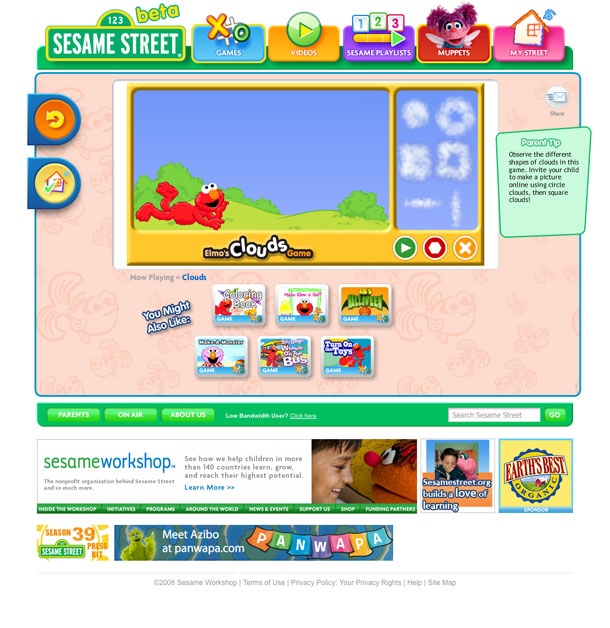 123
SESAME STREET
beta
GAMES
VIDEOS
1 2 3
SESAME PLAYLISTS
MUPPETS
MY STREET
Share
Parent Tip
Observe the different
shapes of clouds in this
game. Invite your child
to make a picture
online using circle
clouds, then square
clouds!
Elmo's Clouds Game
Now Playing » Clouds
You Might
Also Like:
Coloring
Book
GAME
GAME
GAME
Make-A-Monster
GAME
Wheels
On The
Bus
GAME
Turn On
Toys
GAME
PARENTS
ON AIR
ABOUT US
Low Bandwidth User? Click here
Search Sesame Street
GO
sesameworkshop™
The nonprofit organization behind Sesame Street
and so much more.
See how we help children in more
than 140 countries learn, grow,
and reach their highest potential.
Learn More >>
INSIDE THE WORKSHOP
INITIATIVES
PROGRAMS
AROUND THE WORLD
NEWS & EVENTS
SUPPORT US
SHOP
FUNDING PARTNERS
Sesamestreet.org
builds a love of
learning
EARTH'S BEST
ORGANIC
SPONSOR
SEASON 39
SESAME STREET
PRESS
KIT
Meet Azibo
at panwapa.com
PANWAPA
©2008 Sesame Workshop | Terms of Use | Privacy Policy: Your Privacy Rights | Help | Site Map